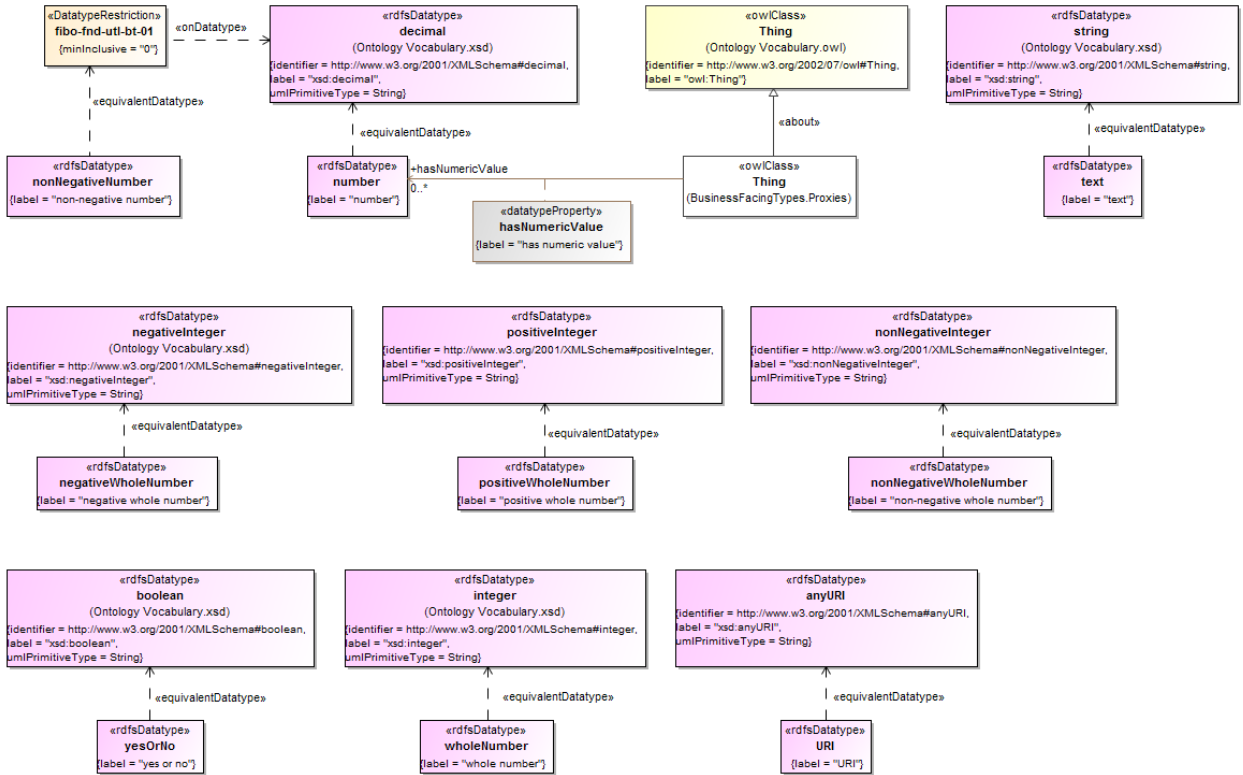 «DatatypeRestriction»
fibo-fnd-utl-bt-01
{minInclusive = "0"}
«onDatatype»
«rdfsDatatype»
decimal
(Ontology Vocabulary.xsd)
{identifier = http://www.w3.org/2001/XMLSchema#decimal,
label = "xsd:decimal",
umlPrimitiveType = String}
«owlClass»
Thing
(Ontology Vocabulary.owl)
{identifier = http://www.w3.org/2002/07/owl#Thing,
label = "owl:Thing"}
«rdfsDatatype»
string
(Ontology Vocabulary.xsd)
{identifier = http://www.w3.org/2001/XMLSchema#string,
label = "xsd:string",
umlPrimitiveType = String}
«equivalentDatatype»
«equivalentDatatype»
«about»
«equivalentDatatype»
«rdfsDatatype»
nonNegativeNumber
{label = "non-negative number"}
«rdfsDatatype»
number
{label = "number"}
+hasNumericValue
0..*
«owlClass»
Thing
(BusinessFacingTypes.Proxies)
«rdfsDatatype»
text
{label = "text"}
«datatypeProperty»
hasNumericValue
{label = "has numeric value"}
«rdfsDatatype»
negativeInteger
(Ontology Vocabulary.xsd)
{identifier = http://www.w3.org/2001/XMLSchema#negativeInteger,
label = "xsd:negativeInteger",
umlPrimitiveType = String}
«rdfsDatatype»
positiveInteger
{identifier = http://www.w3.org/2001/XMLSchema#positiveInteger,
label = "xsd:positiveInteger",
umlPrimitiveType = String}
«rdfsDatatype»
nonNegativeInteger
{identifier = http://www.w3.org/2001/XMLSchema#nonNegativeInteger,
label = "xsd:nonNegativeInteger",
umlPrimitiveType = String}
«equivalentDatatype»
«equivalentDatatype»
«equivalentDatatype»
«rdfsDatatype»
negativeWholeNumber
{label = "negative whole number"}
«rdfsDatatype»
positiveWholeNumber
{label = "positive whole number"}
«rdfsDatatype»
nonNegativeWholeNumber
{label = "non-negative whole number"}
«rdfsDatatype»
boolean
(Ontology Vocabulary.xsd)
{identifier = http://www.w3.org/2001/XMLSchema#boolean,
label = "xsd:boolean",
umlPrimitiveType = String}
«rdfsDatatype»
integer
(Ontology Vocabulary.xsd)
{identifier = http://www.w3.org/2001/XMLSchema#integer,
label = "xsd:integer",
umlPrimitiveType = String}
«rdfsDatatype»
anyURI
{identifier = http://www.w3.org/2001/XMLSchema#anyURI,
label = "xsd:anyURI",
umlPrimitiveType = String}
«equivalentDatatype»
«equivalentDatatype»
«equivalentDatatype»
«rdfsDatatype»
yesOrNo
{label = "yes or no"}
«rdfsDatatype»
wholeNumber
{label = "whole number"}
«rdfsDatatype»
URI
{label = "URI"}